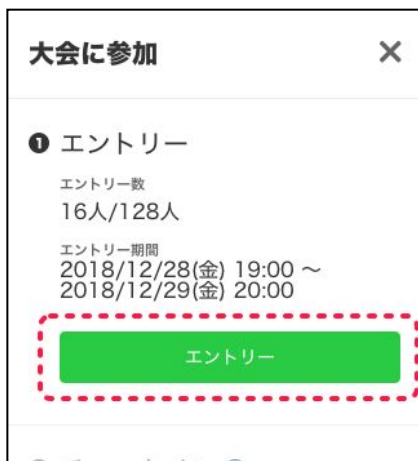 大会に参加 ×
❶ エントリー
エントリー数
16人/128人
エントリー期間
2018/12/28(金) 19:00 ～
2018/12/29(金) 20:00
エントリー